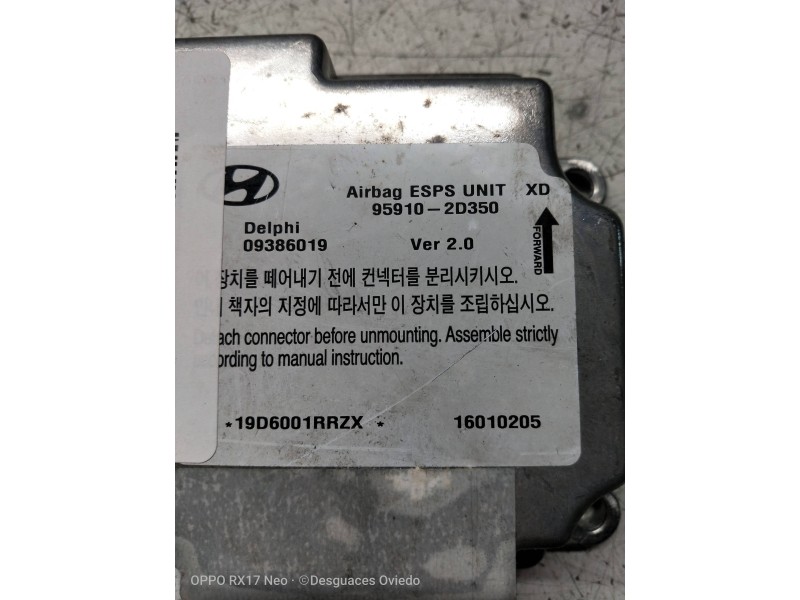 Airbag ESPS UNIT XD
95910-2D350
Delphi
09386019 Ver 2.0
FORWARD
장치를 떼어내기 전에 컨넥터를 분리시키시오.
책자의 지정에 따라서만 이 장치를 조립하십시오.
connector before unmounting. Assemble strictly
to manual instruction.
*19D6001RRZX * 16010205
OPPO RX17 Neo · ©Desguaces Oviedo